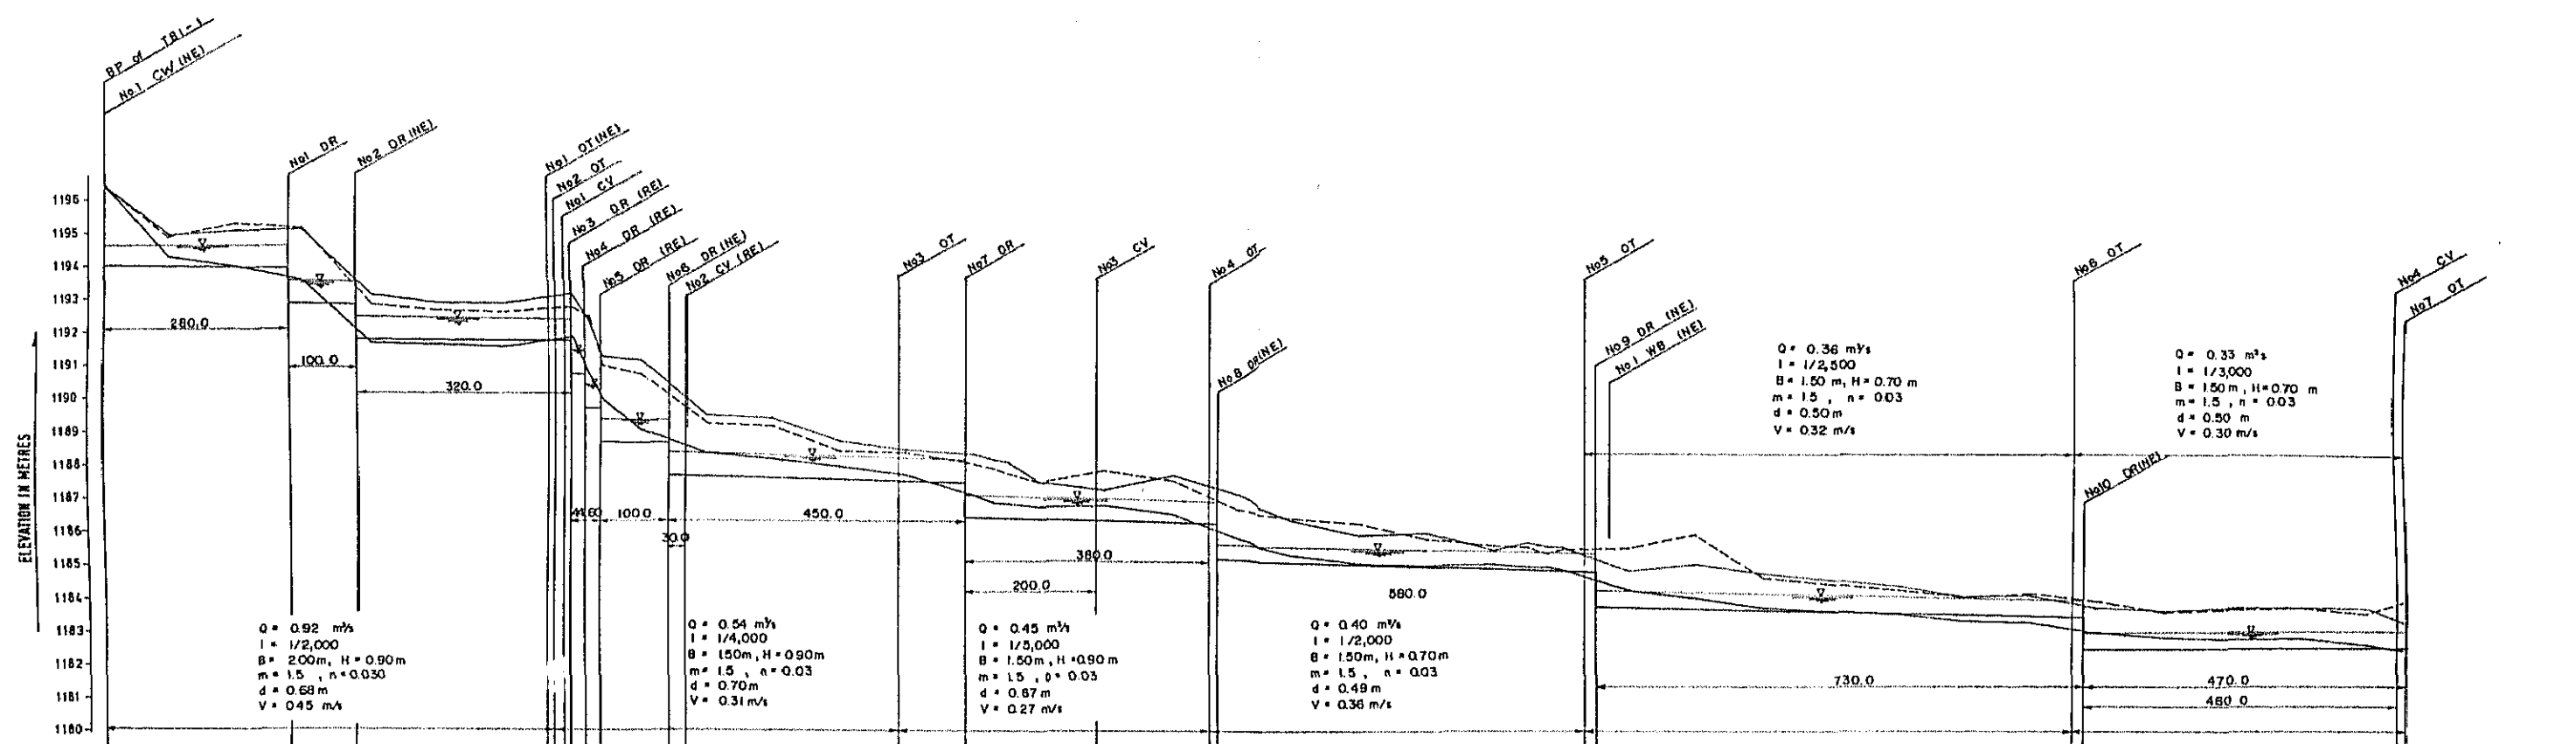 BP of TB1-1
No.1 CW (NE)
No1 DR
No2 DR (NE)
No1 OT (NE)
No2 OT
No1 CV
No3 DR (RE)
No4 DR (RE)
No5 DR (RE)
No6 DR (NE)
No2 CV (RE)
No3 OT
No7 DR
No3 CV
No4 OT
No8 DR(NE)
No5 OT
No9 DR (NE)
No1 WB (NE)
No6 OT
No10 DR(NE)
No4 CV
No7 OT
ELEVATION IN METRES
1195
1194
1193
1192
1191
1190
1189
1188
1187
1186
1185
1184
1183
1182
1181
1180
280.0
100.0
320.0
100.0
450.0
30.0
380.0
200.0
580.0
730.0
470.0
460.0
Q = 0.92 m³/s
I = 1/2,000
B = 2.00m, H = 0.90m
m = 1.5 , n = 0.030
d = 0.68m
V = 0.45 m/s
Q = 0.54 m³/s
I = 1/4,000
B = 1.50m, H = 0.90m
m = 1.5 , n = 0.03
d = 0.70m
V = 0.31 m/s
Q = 0.45 m³/s
I = 1/5,000
B = 1.50m, H = 0.90 m
m = 1.5 , n = 0.03
d = 0.67m
V = 0.27 m/s
Q = 0.40 m³/s
I = 1/2,000
B = 1.50m, H = 0.70m
m = 1.5 , n = 0.03
d = 0.49m
V = 0.36 m/s
Q = 0.36 m³/s
I = 1/2,500
B = 1.50 m, H = 0.70 m
m = 1.5 , n = 0.03
d = 0.50m
V = 0.32 m/s
Q = 0.33 m³/s
I = 1/3,000
B = 1.50m, H = 0.70 m
m = 1.5 , n = 0.03
d = 0.50 m
V = 0.30 m/s